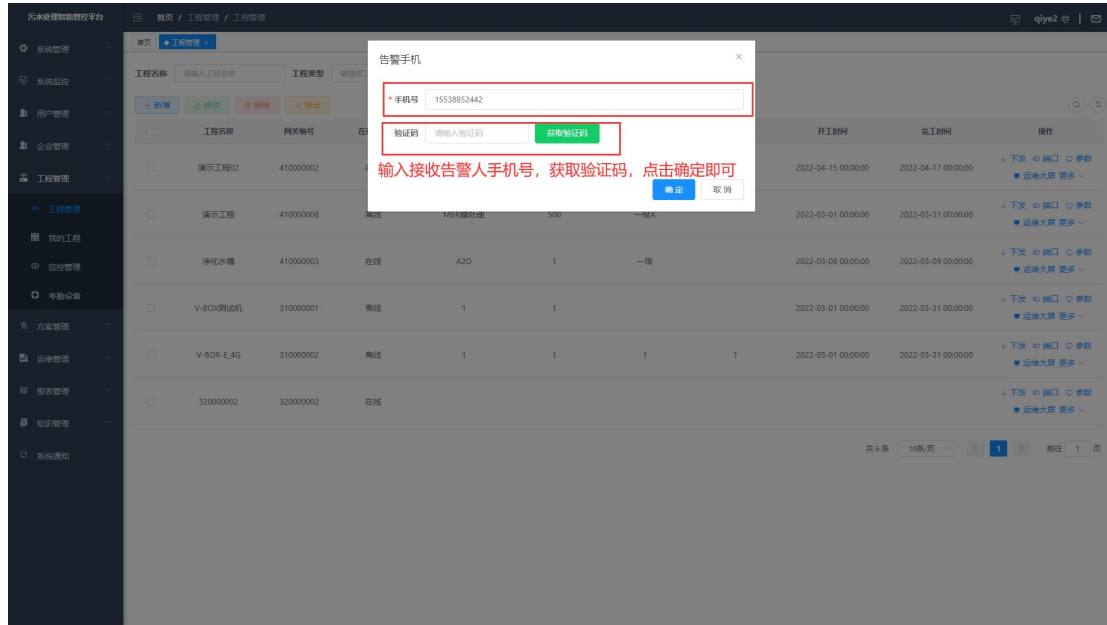 污水处理智能管控平台
首页 / 工程管理 / 工程管理
qiye2
系统管理
首页
工程管理 ×
系统监控
工程名称 请输入工程名称 工程类型
告警手机 ×
* 手机号 15538852442
验证码 请输入验证码 获取验证码
输入接收告警人手机号，获取验证码，点击确定即可
确 定 取 消
用户管理
+ 新增 修改 删除 导出
企业管理
工程名称 网关编号 开工时间 完工时间 操作
工程管理
演示工程02 410000002 2022-04-15 00:00:00 2022-04-17 00:00:00 下发 端口 参数
运维大屏 更多
工程管理
演示工程 410000008 离线 MBR膜处理 500 一级A 2022-03-01 00:00:00 2022-03-31 00:00:00 下发 端口 参数
运维大屏 更多
我的工程
净化水槽 410000003 在线 A2O 1 一级 2022-03-08 00:00:00 2022-03-09 00:00:00 下发 端口 参数
运维大屏 更多
监控管理
考勤设备
V-BOX测试机 310000001 离线 1 1 2022-03-01 00:00:00 2022-03-31 00:00:00 下发 端口 参数
运维大屏 更多
方案管理
运维管理
V-BOX-E_4G 310000002 离线 1 1 1 1 2022-03-01 00:00:00 2022-03-31 00:00:00 下发 端口 参数
运维大屏 更多
报表管理
320000002 320000002 在线 下发 端口 参数
运维大屏 更多
知识管理
系统通知
共 6 条 10条/页 < 1 > 前往 1 页